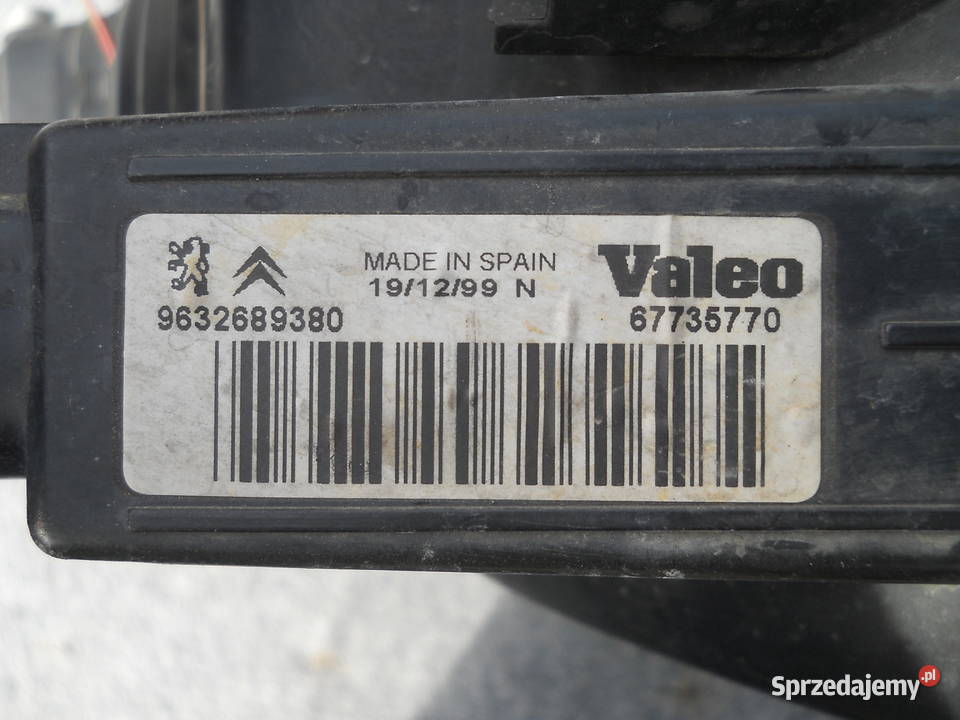 MADE IN SPAIN
19/12/99 N
Valeo
9632689380
67735770
Sprzedajemy.pl